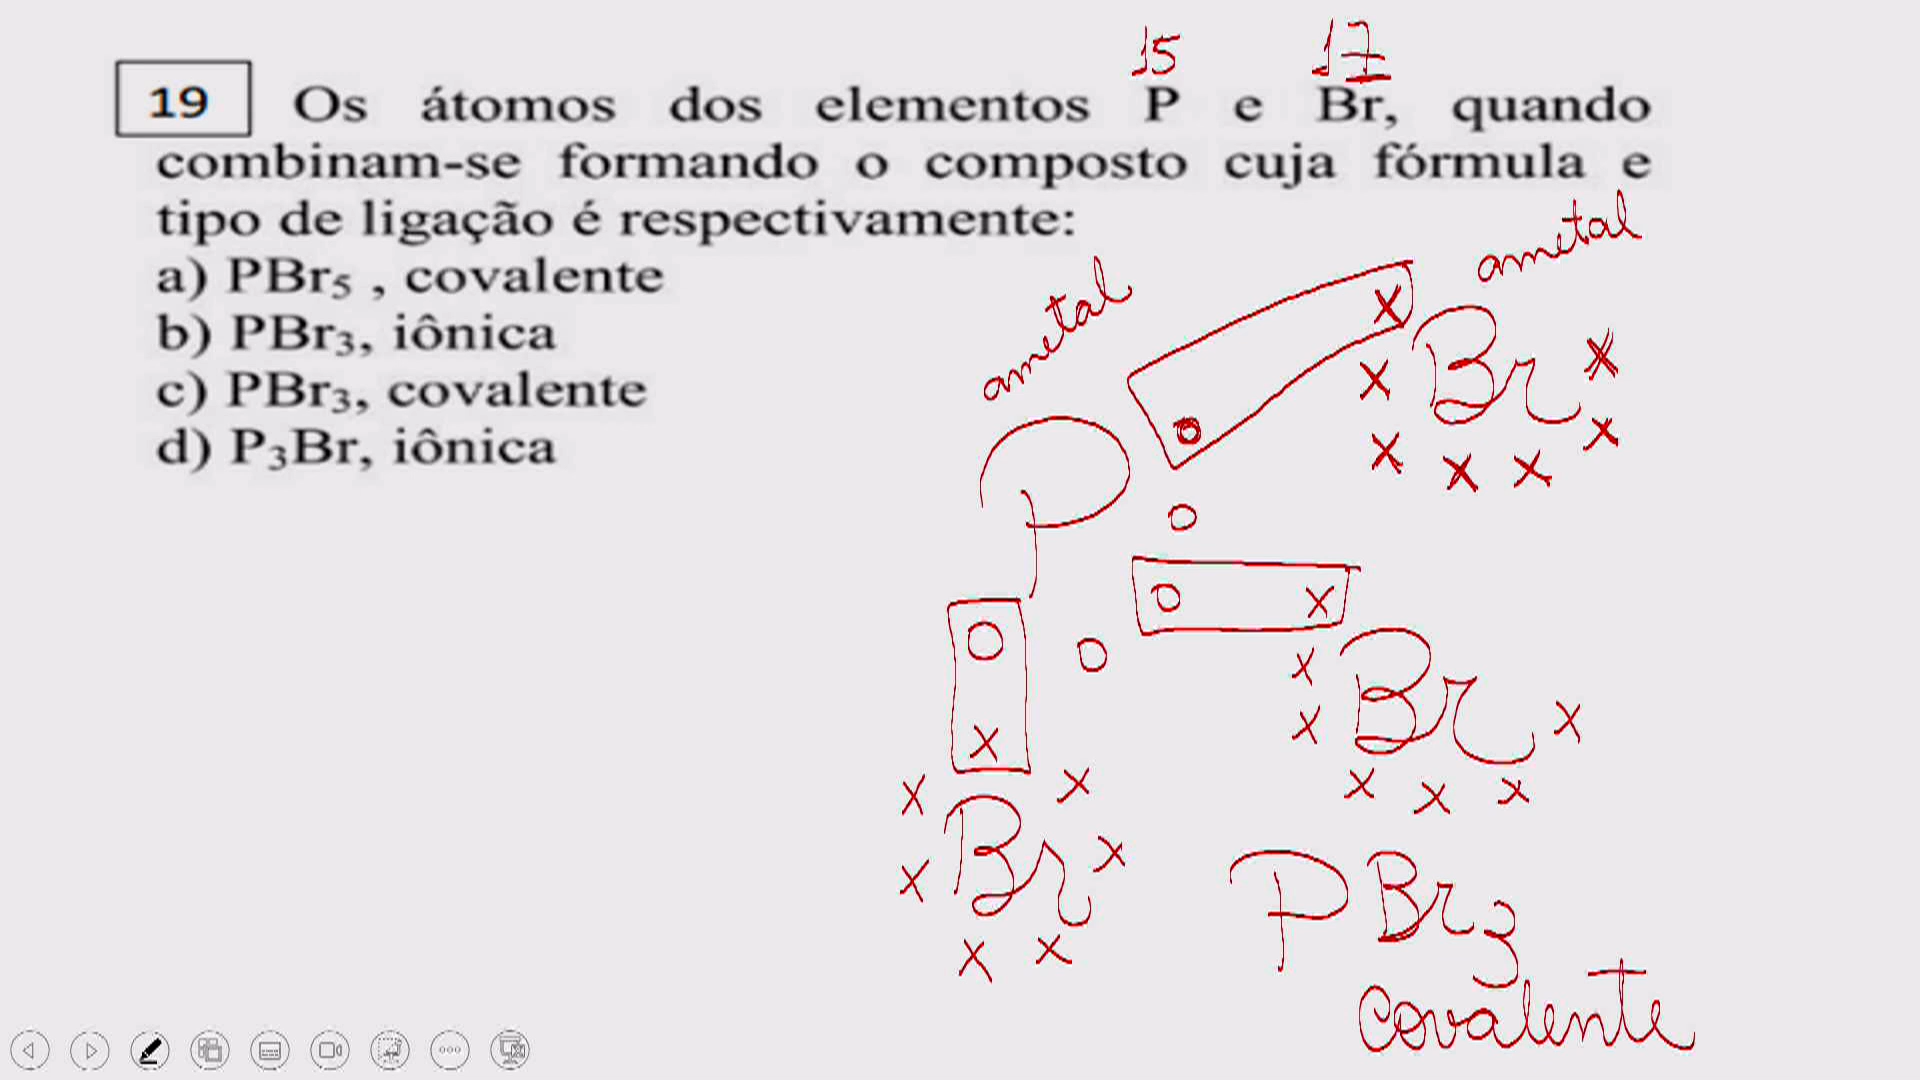 15 17
19 Os átomos dos elementos P e Br, quando
combinam-se formando o composto cuja fórmula e
tipo de ligação é respectivamente:
a) PBr₅ , covalente
b) PBr₃, iônica
c) PBr₃, covalente
d) P₃Br, iônica
ametal
ametal
x
x Br x
o
P
x x x x
o
o x
o o
x
x Br x
x
x x x
x x
x Br x
x x
PBr₃
covalente